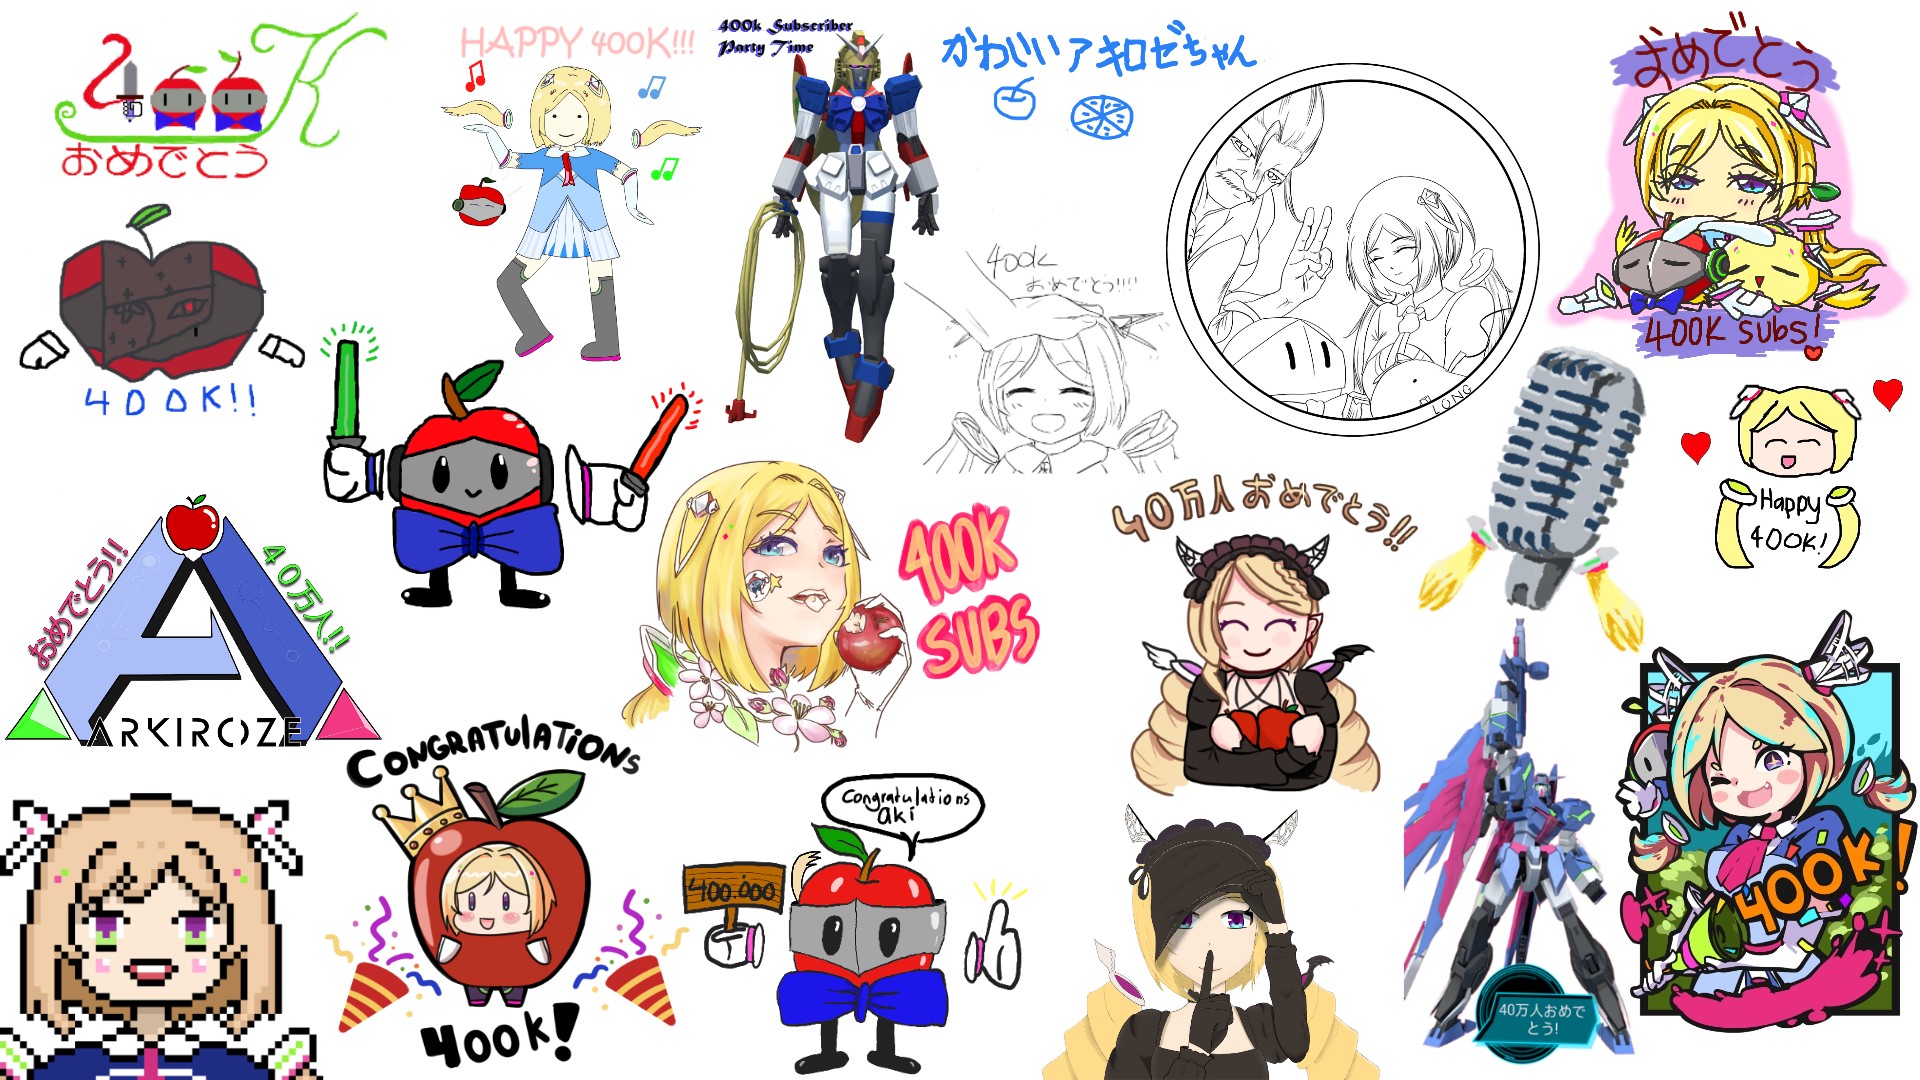 400K
おめでとう
HAPPY 400K!!!
400k Subscriber
Party Time
かわいいアキロゼちゃん
おめでとう
400K subs!
400k
おめでとう!!!!
LONG
400K!!
Happy
400K!
40万人おめでとう!!
400K
SUBS
おめでとう!!
40万人!!
ARKIROZE
CONGRATULATIONS
400k!
Congratulations
aki
400.000
400K!
40万人おめで
とう!